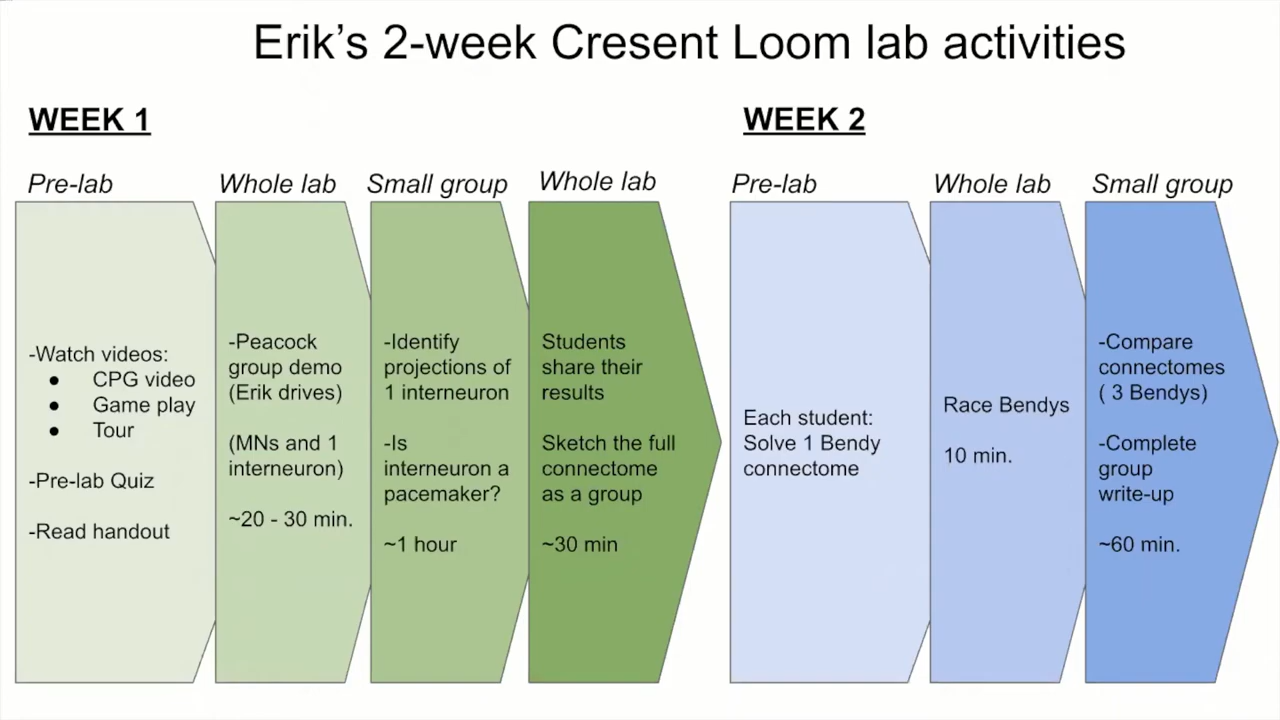 Erik's 2-week Cresent Loom lab activities
WEEK 1
Pre-lab
-Watch videos:
● CPG video
● Game play
● Tour
-Pre-lab Quiz
-Read handout
Whole lab
-Peacock
group demo
(Erik drives)
(MNs and 1
interneuron)
~20 - 30 min.
Small group
-Identify
projections of
1 interneuron
-Is
interneuron a
pacemaker?
~1 hour
Whole lab
Students
share their
results
Sketch the full
connectome
as a group
~30 min
WEEK 2
Pre-lab
Each student:
Solve 1 Bendy
connectome
Whole lab
Race Bendys
10 min.
Small group
-Compare
connectomes
( 3 Bendys)
-Complete
group
write-up
~60 min.